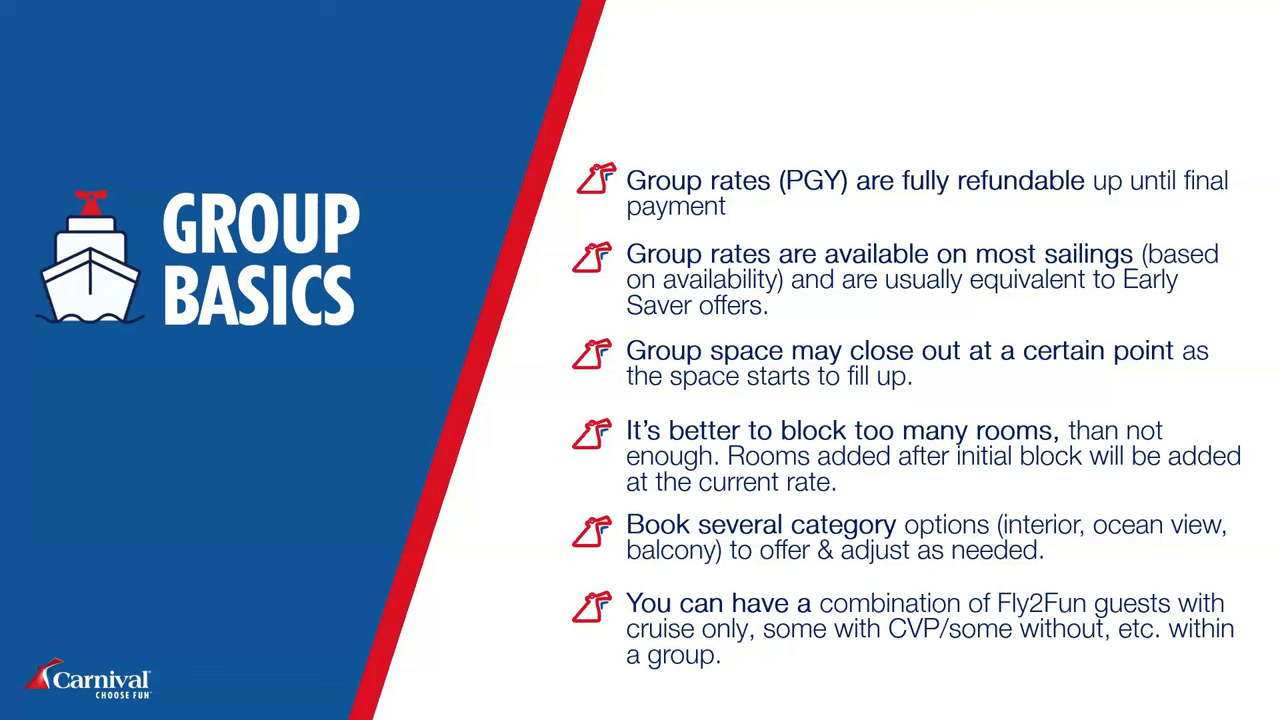 GROUP
BASICS
Group rates (PGY) are fully refundable up until final
payment
Group rates are available on most sailings (based
on availability) and are usually equivalent to Early
Saver offers.
Group space may close out at a certain point as
the space starts to fill up.
It's better to block too many rooms, than not
enough. Rooms added after initial block will be added
at the current rate.
Book several category options (interior, ocean view,
balcony) to offer & adjust as needed.
You can have a combination of Fly2Fun guests with
cruise only, some with CVP/some without, etc. within
a group.
Carnival®
CHOOSE FUN®